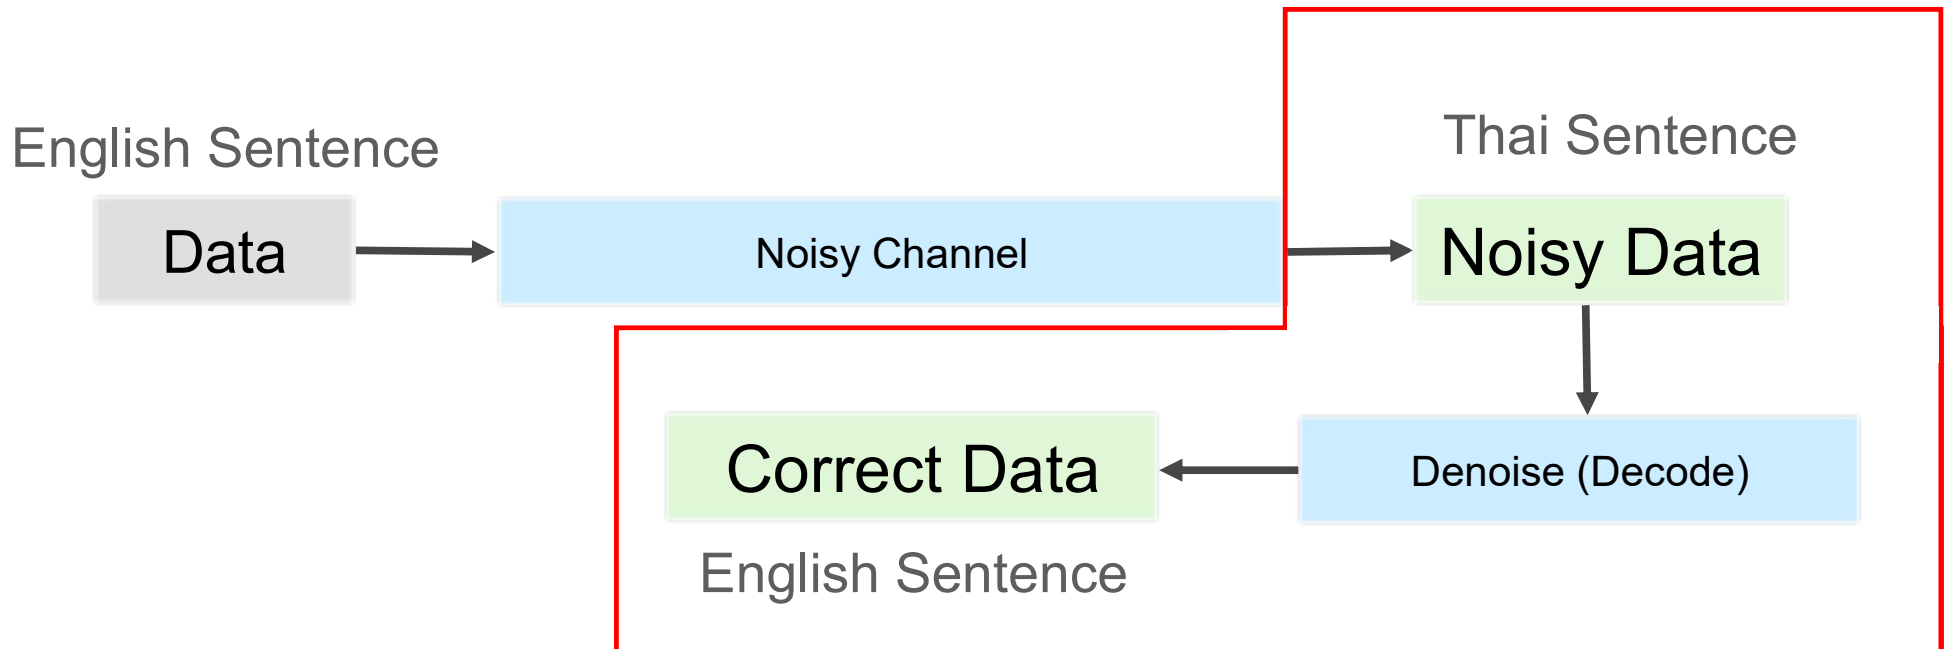 English Sentence
Thai Sentence
Data
Noisy Channel
Noisy Data
Correct Data
Denoise (Decode)
English Sentence